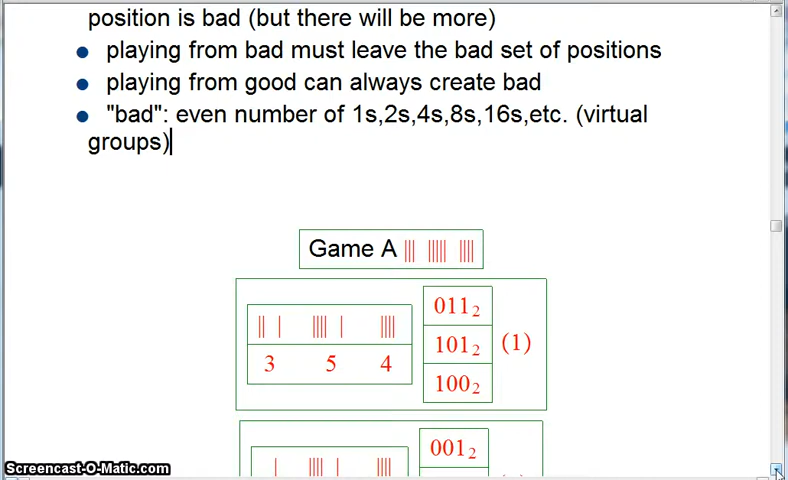 position is bad (but there will be more)
playing from bad must leave the bad set of positions
playing from good can always create bad
"bad": even number of 1s,2s,4s,8s,16s,etc. (virtual
groups)
Game A ||| ||||| ||||
|| | |||| | ||||
3 5 4
011₂
101₂
100₂
(1)
| |||| | ||||
001₂
Screencast-O-Matic.com